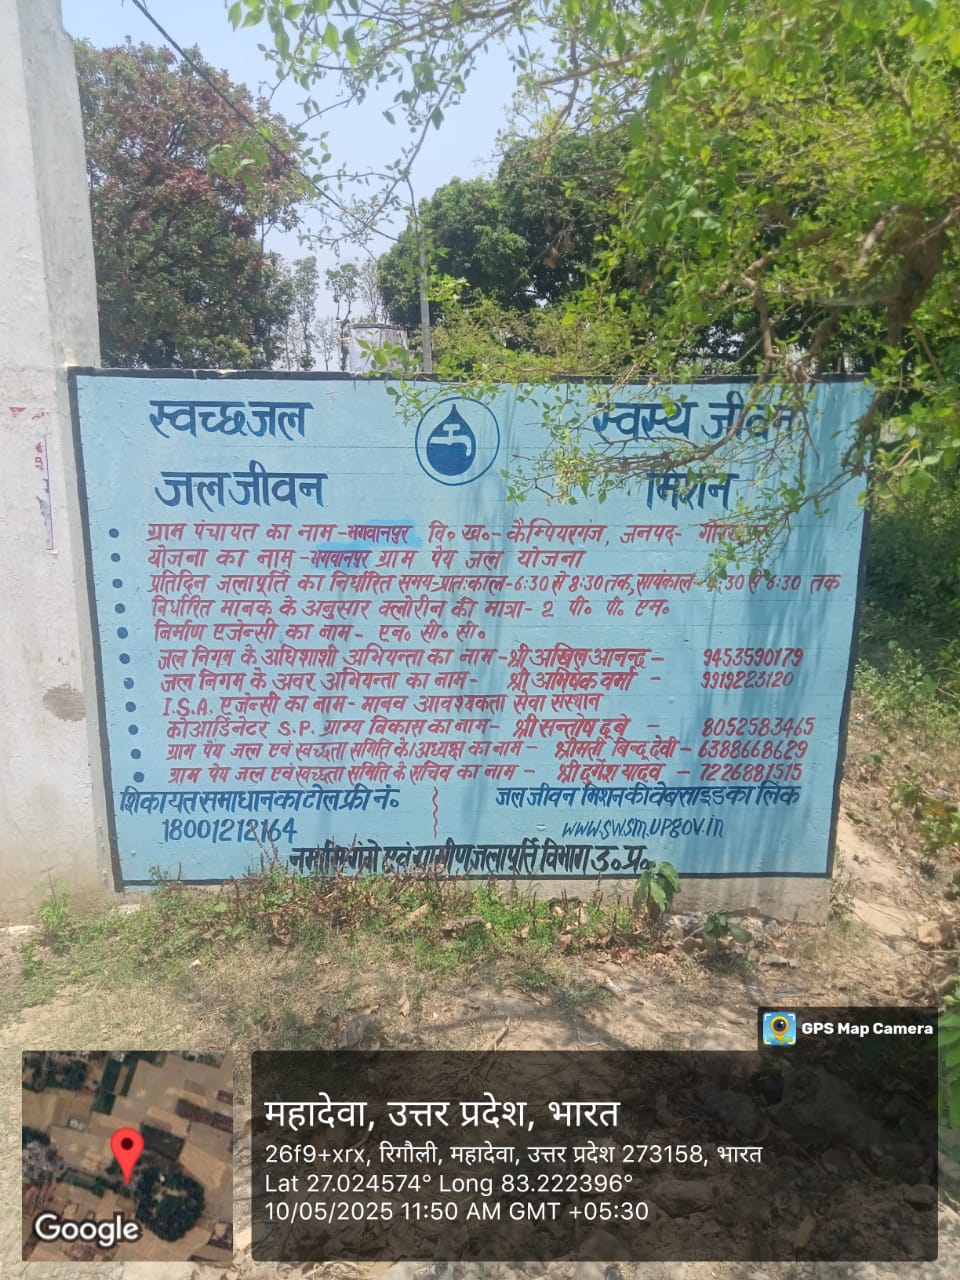 स्वच्छ जल स्वस्थ जीवन
जल जीवन मिशन
ग्राम पंचायत का नाम - भगवानपुर वि० ख० - कैम्पियरगंज, जनपद -
योजना का नाम - भगवानपुर ग्राम पेय जल योजना
प्रतिदिन जलापूर्ति का निर्धारित समय - प्रातः काल - 6:30 से 8:30 तक, सायंकाल - :30 से 6:30 तक
निर्धारित मानक के अनुसार क्लोरीन की मात्रा - 2 पी० पी० एम०
निर्माण एजेन्सी का नाम - एन० सी० सी०
जल निगम के अधिशाशी अभियन्ता का नाम - श्री अखिल आनन्द - 9453590179
जल निगम के अवर अभियन्ता का नाम - श्री अभिषेक वर्मा - 9919223120
I.S.A. एजेन्सी का नाम - मानव आवश्यकता सेवा संस्थान
कोआर्डिनेटर S.P. ग्राम्य विकास का नाम - श्री सन्तोष दूबे - 8052583465
ग्राम पेय जल एवं स्वच्छता समिति के/अध्यक्ष का नाम - श्रीमती बिन्दू देवी - 6388668629
ग्राम पेय जल एवं स्वच्छता समिति के सचिव का नाम - श्री दुर्गेश यादव - 7226881515
शिकायत समाधान का टोल फ्री नं० जल जीवन मिशन की वेबसाइड का लिंक
18001212164 www.swsm.upgov.in
नमामि गंगे एवं ग्रामीण जलापूर्ति विभाग उ० प्र०
GPS Map Camera
महादेवा, उत्तर प्रदेश, भारत
26f9+xrx, रिगौली, महादेवा, उत्तर प्रदेश 273158, भारत
Lat 27.024574° Long 83.222396°
10/05/2025 11:50 AM GMT +05:30
Google